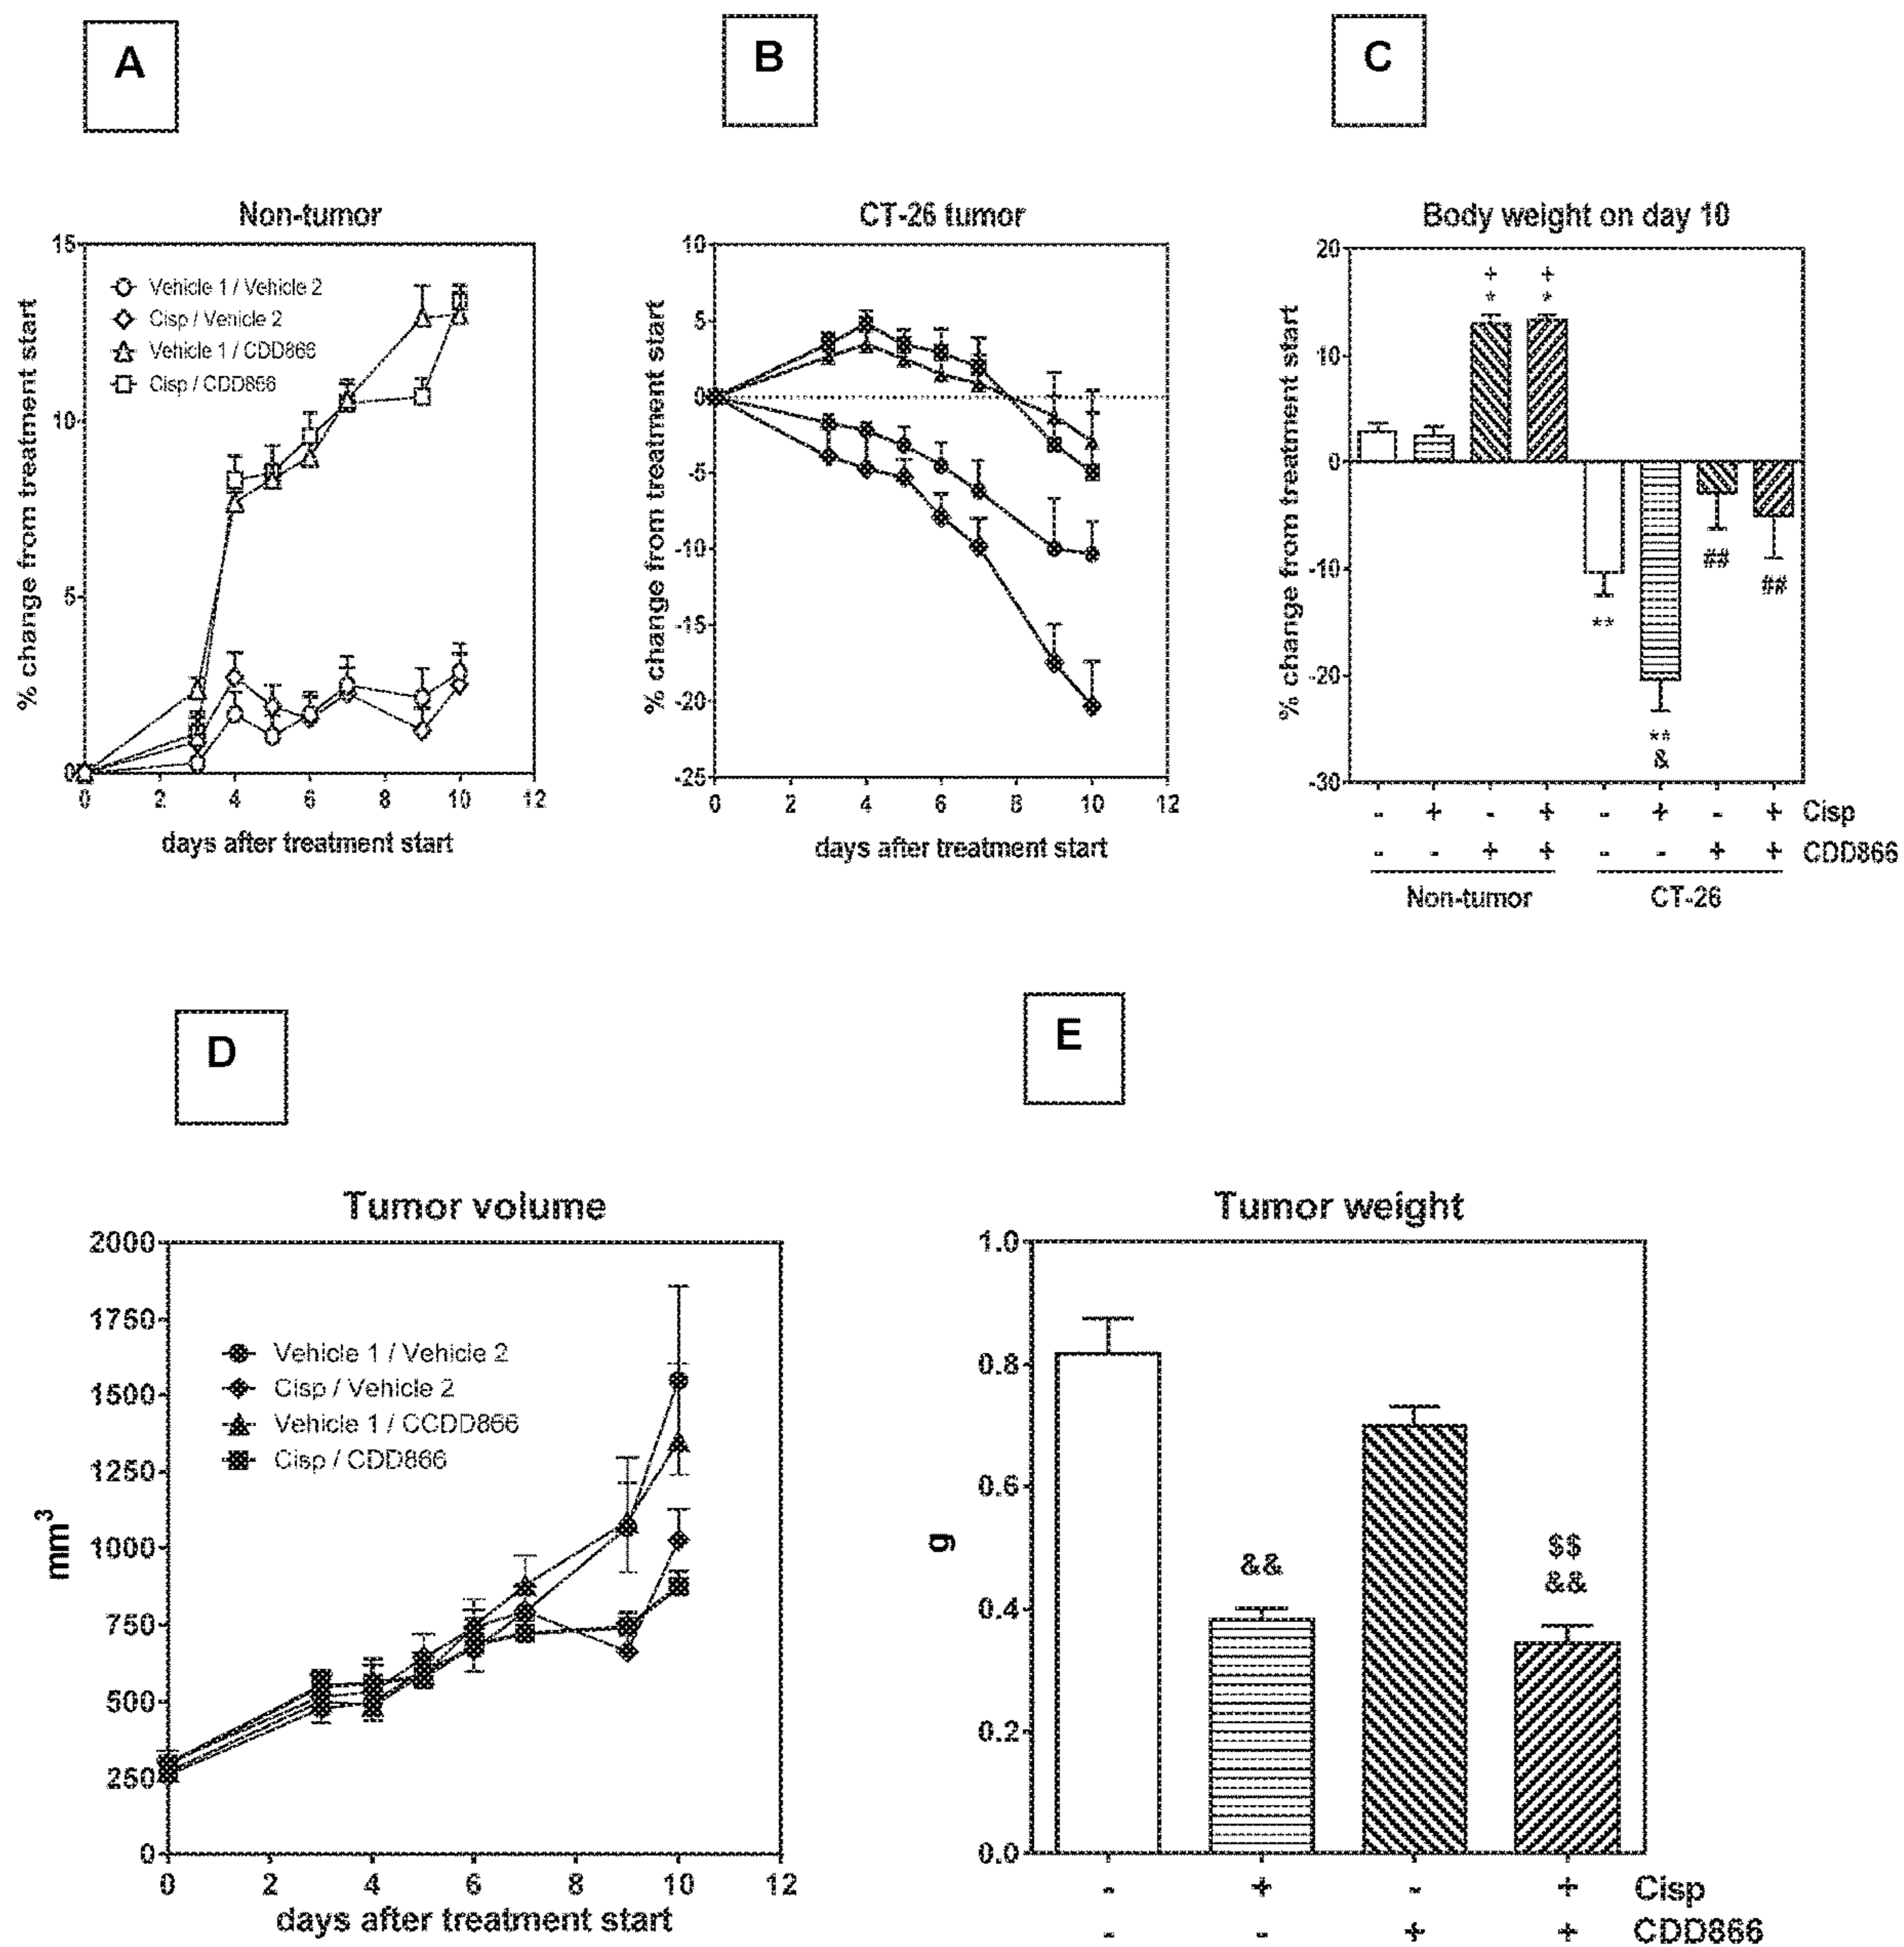 A
B
C
Non-tumor
15
10
5
0
0 2 4 6 8 10 12
% change from treatment start
days after treatment start
Vehicle 1 / Vehicle 2
Cisp / Vehicle 2
Vehicle 1 / CDD866
Cisp / CDD866
CT-26 tumor
10
5
0
-5
-10
-15
-20
-25
0 2 4 6 8 10 12
% change from treatment start
days after treatment start
Body weight on day 10
20
10
0
-10
-20
-30
% change from treatment start
+ +
* *
## ##
**
**
&
- + - + - + - + Cisp
- - + + - - + + CDD866
Non-tumor CT-26
D
E
Tumor volume
2000
1750
1500
1250
1000
750
500
250
0
0 2 4 6 8 10 12
mm³
days after treatment start
Vehicle 1 / Vehicle 2
Cisp / Vehicle 2
Vehicle 1 / CCDD866
Cisp / CDD866
Tumor weight
1.0
0.8
0.6
0.4
0.2
0.0
g
&&
$$
&&
- + - + Cisp
- - + + CDD866